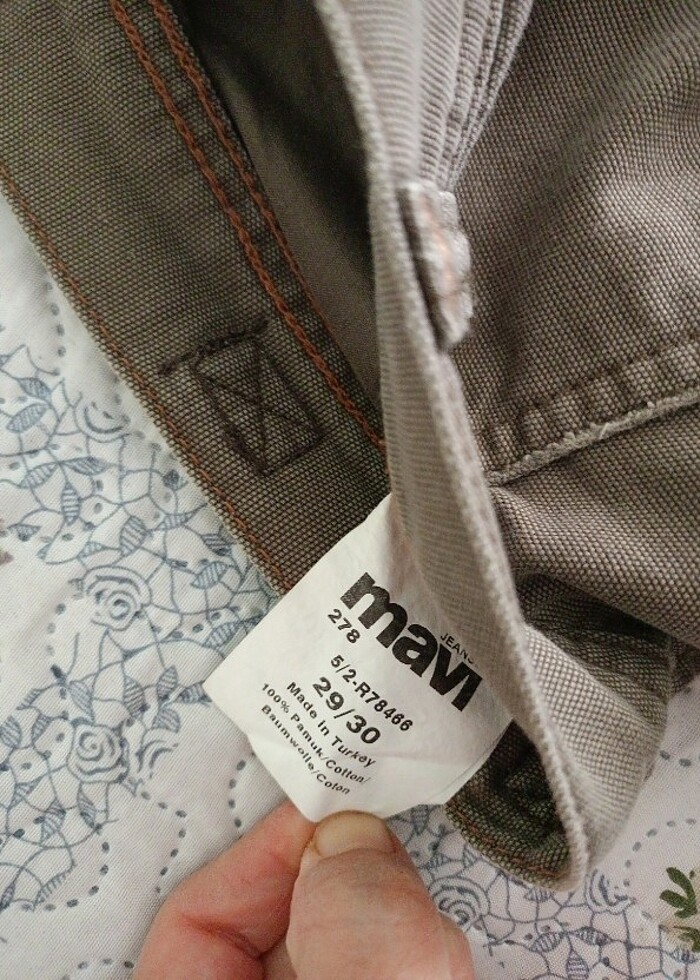 mavi
JEANS
278
5/2-R78466
29/30
Made in Turkey
100% Pamuk/Cotton/
Baumwolle/Coton